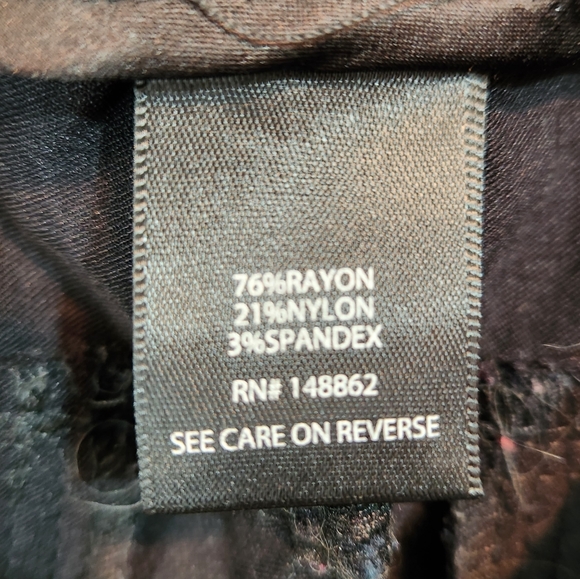 76%RAYON
21%NYLON
3%SPANDEX
RN# 148862
SEE CARE ON REVERSE